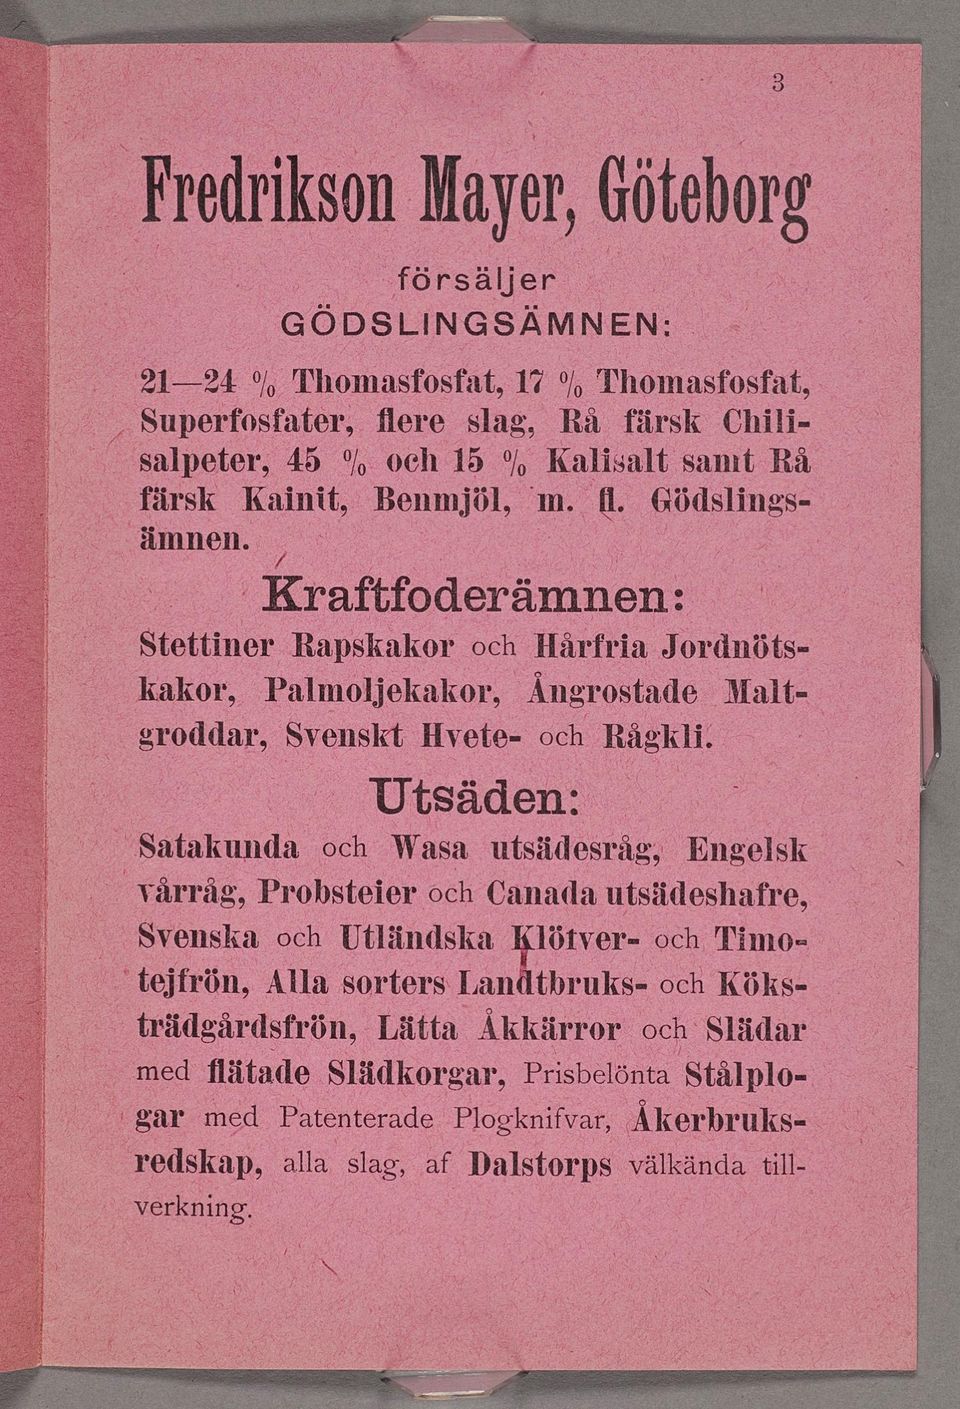 3
Fredrikson Mayer, Göteborg
försäljer
GÖDSLINGSÄMNEN:
21—24 % Thomasfosfat, 17 % Thomasfosfat,
Superfosfater, flere slag, Rå färsk Chili-
salpeter, 45 % och 15 % Kalisalt samt Rå
färsk Kainit, Benmjöl, m. fl. Gödslings-
ämnen.
Kraftfoderämnen:
Stettiner Rapskakor och Hårfria Jordnöts-
kakor, Palmoljekakor, Ångrostade Malt-
groddar, Svenskt Hvete- och Rågkli.
Utsäden:
Satakunda och Wasa utsädesråg, Engelsk
vårråg, Probsteier och Canada utsädeshafre,
Svenska och Utländska Klöfver- och Timo-
tejfrön, Alla sorters Landtbruks- och Köks-
trädgårdsfrön, Lätta Åkkärror och Slädar
med flätade Slädkorgar, Prisbelönta Stålplo-
gar med Patenterade Plogknifvar, Åkerbruks-
redskap, alla slag, af Dalstorps välkända till-
verkning.